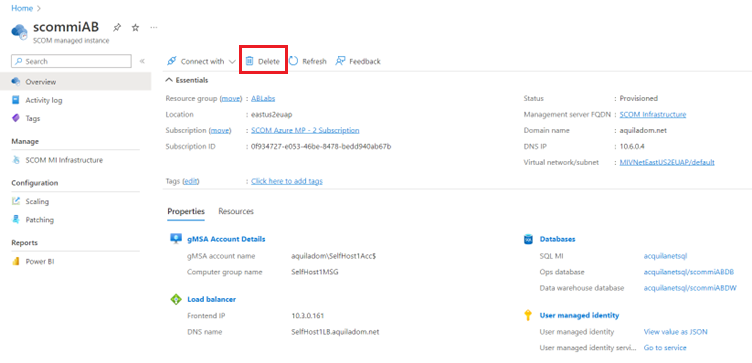 Home >
scommiAB
SCOM managed instance
Search
Overview
Activity log
Tags
Manage
SCOM MI Infrastructure
Configuration
Scaling
Patching
Reports
Power BI
Connect with Delete Refresh Feedback
Essentials
Resource group (move) : ABLabs
Location : eastus2euap
Subscription (move) : SCOM Azure MP - 2 Subscription
Subscription ID : 0f934727-e053-46be-8478-bedd940ab67b
Status : Provisioned
Management server FQDN : SCOM Infrastructure
Domain name : aquiladom.net
DNS IP : 10.6.0.4
Virtual network/subnet : MIVNetEastUS2EUAP/default
Tags (edit) : Click here to add tags
Properties Resources
gMSA Account Details
gMSA account name aquiladom\SelfHost1Acc$
Computer group name SelfHost1MSG
Load balancer
Frontend IP 10.3.0.161
DNS name SelfHost1LB.aquiladom.net
Databases
SQL MI acquilanetsql
Ops database acquilanetsql/scommiABDB
Data warehouse database acquilanetsql/scommiABDW
User managed identity
User managed identity View value as JSON
User managed identity servi... Go to service